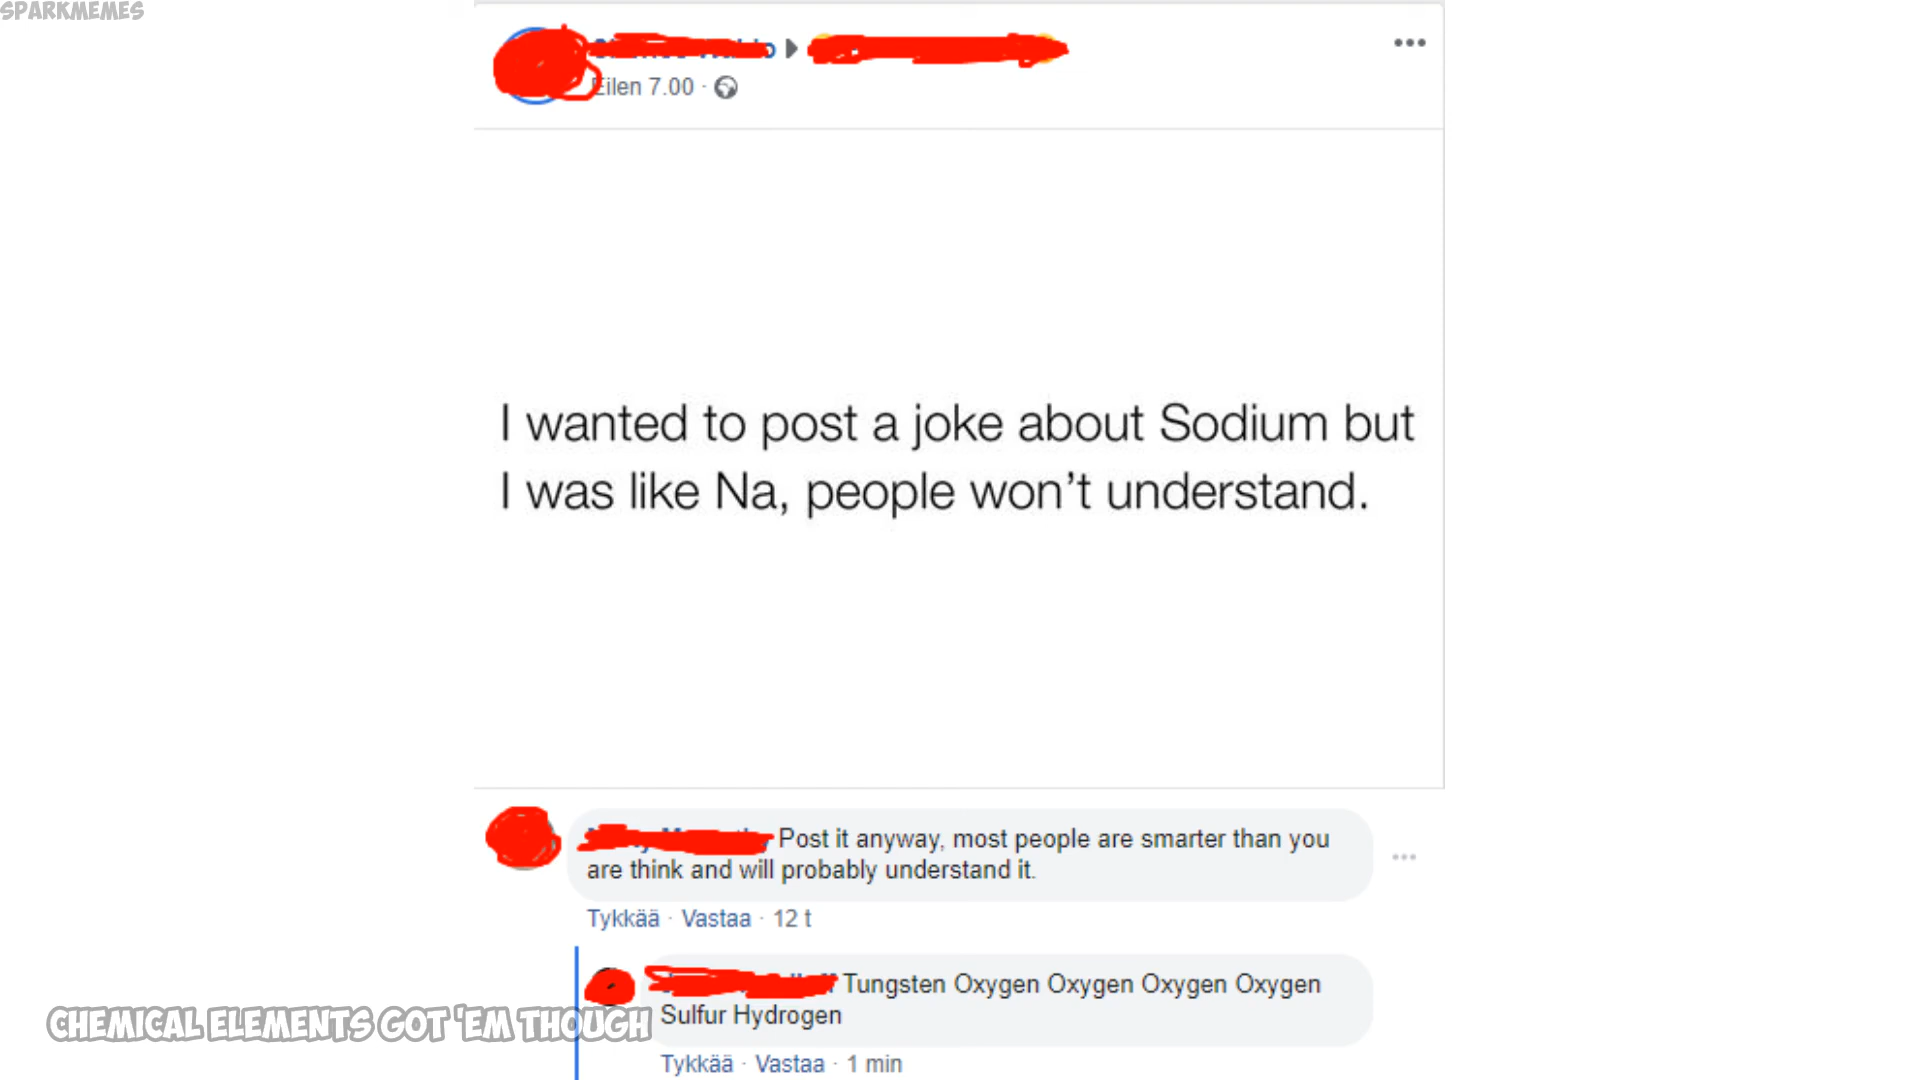 SPARKMEMES
Eilen 7.00 ·
I wanted to post a joke about Sodium but
I was like Na, people won't understand.
Post it anyway, most people are smarter than you
are think and will probably understand it.
Tykkää · Vastaa · 12 t
Tungsten Oxygen Oxygen Oxygen Oxygen
Sulfur Hydrogen
CHEMICAL ELEMENTS GOT 'EM THOUGH
Tykkää · Vastaa · 1 min